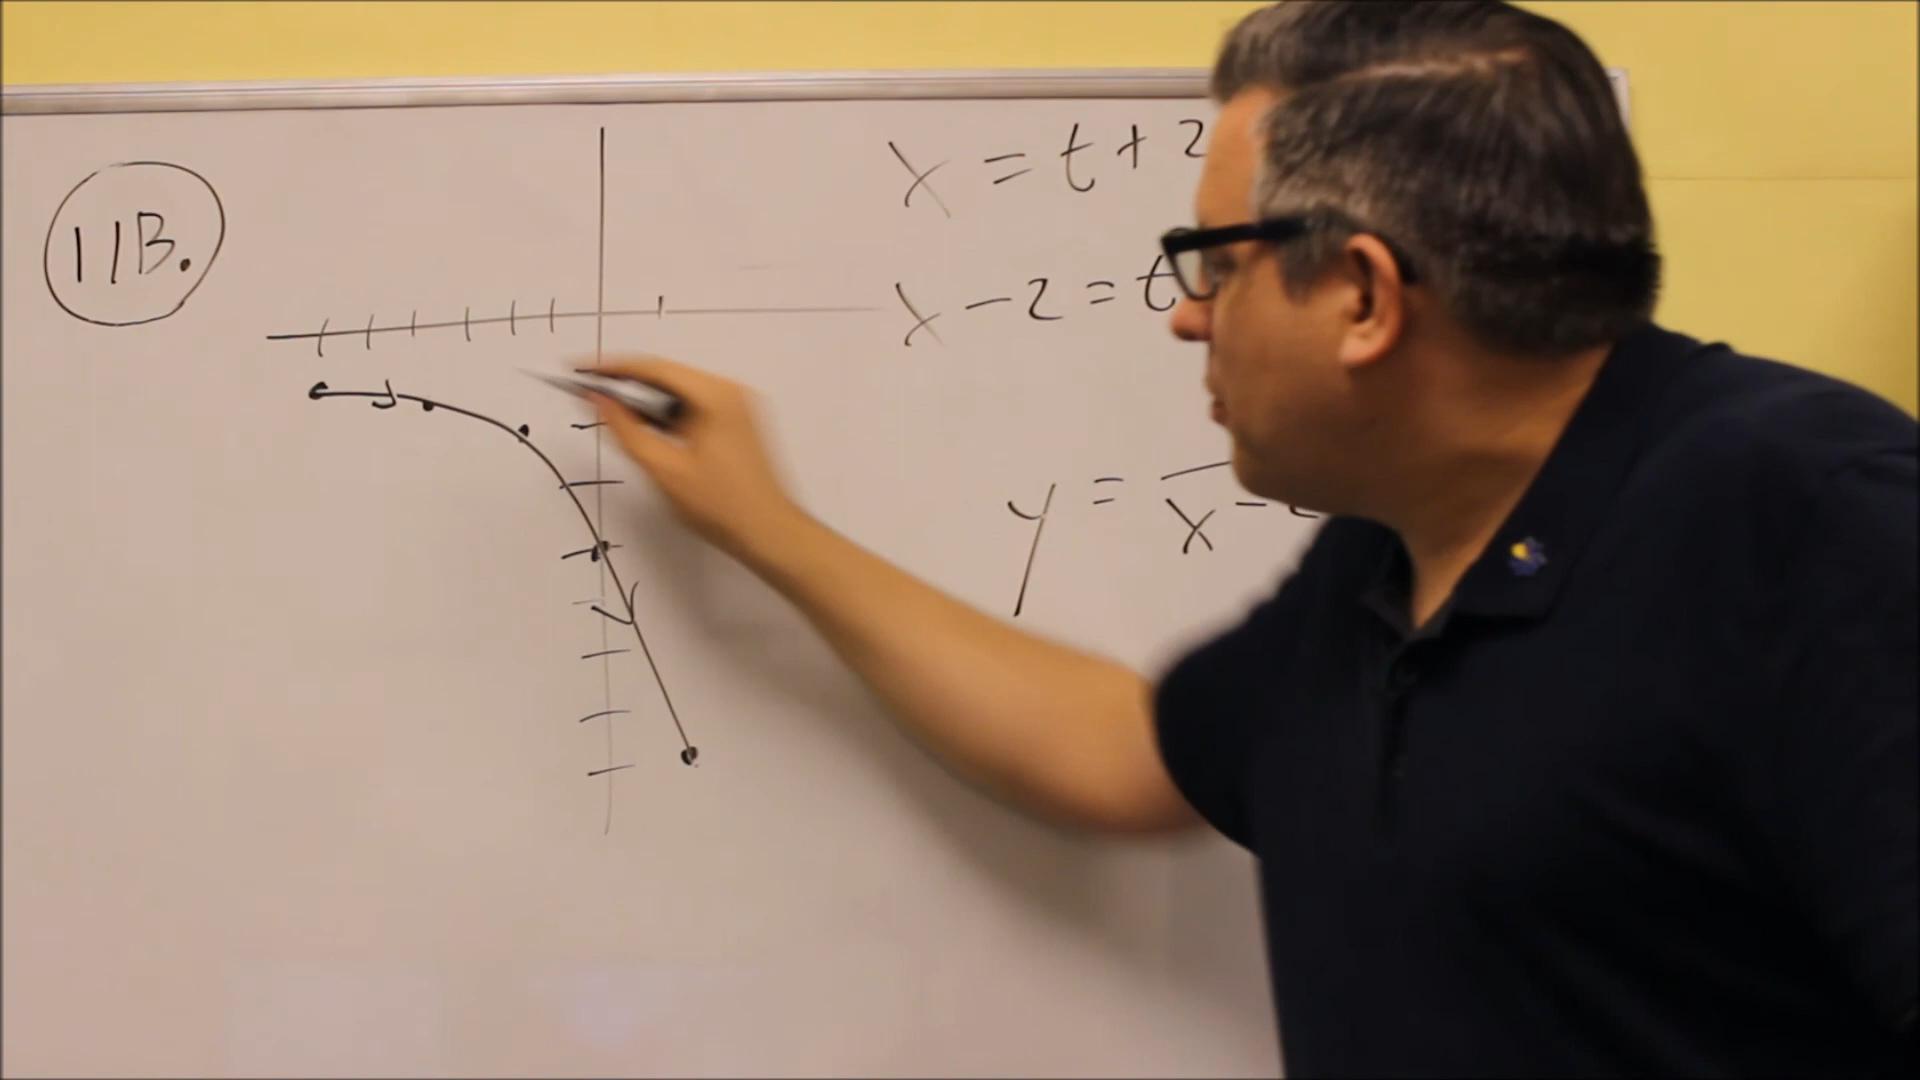 11B.
x = t + 2
x - 2 = t
y = x -